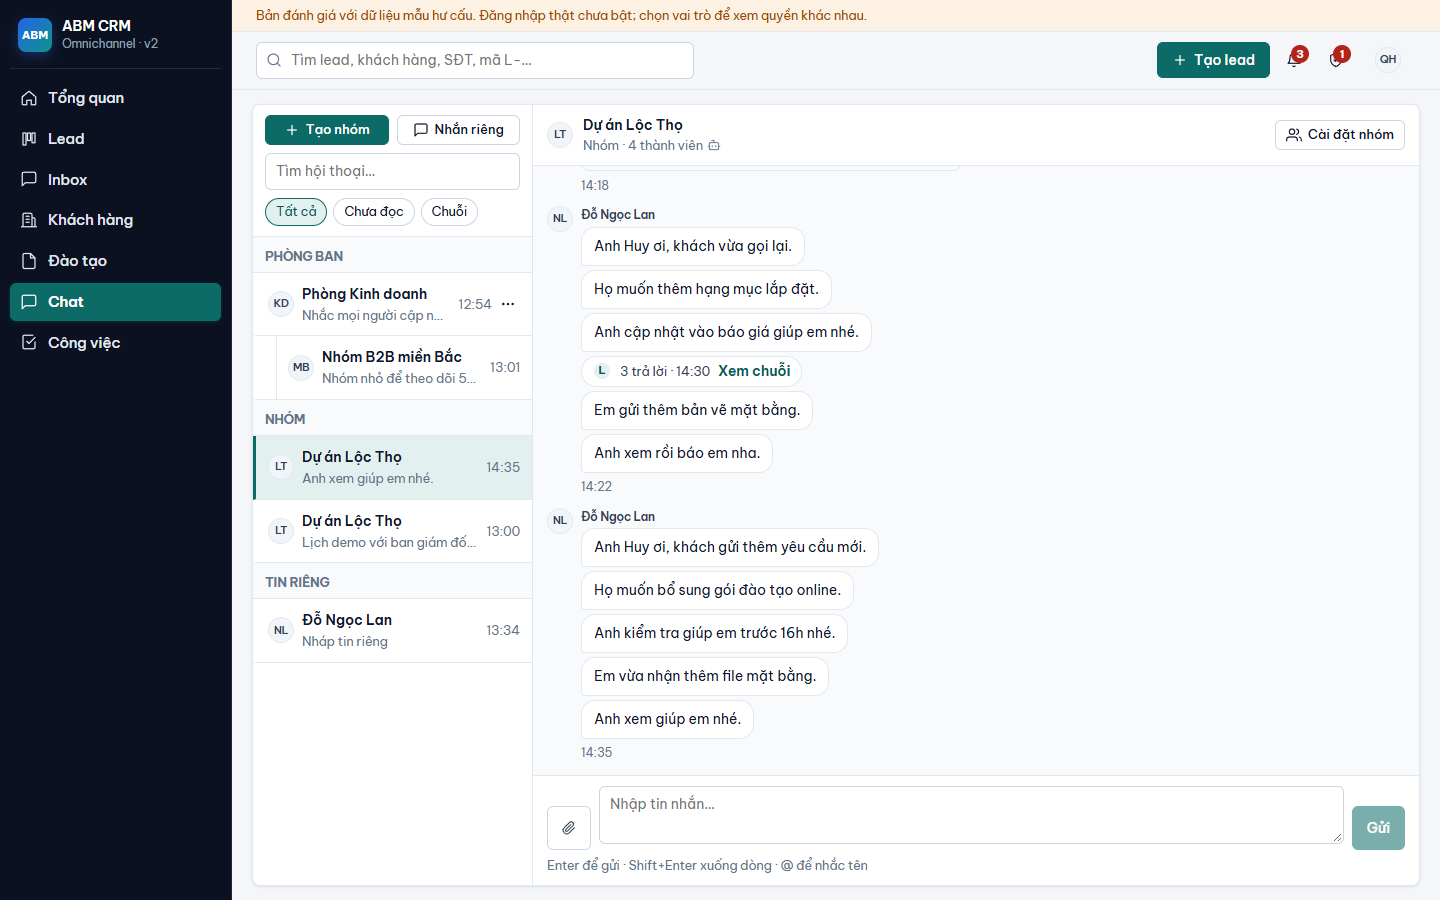 ABM
ABM CRM
Omnichannel · v2
Tổng quan
Lead
Inbox
Khách hàng
Đào tạo
Chat
Công việc
Bản đánh giá với dữ liệu mẫu hư cấu. Đăng nhập thật chưa bật; chọn vai trò để xem quyền khác nhau.
Tìm lead, khách hàng, SĐT, mã L-...
Tạo lead
3
1
QH
Tạo nhóm
Nhắn riêng
Tìm hội thoại...
Tất cả
Chưa đọc
Chuỗi
PHÒNG BAN
KD
Phòng Kinh doanh
12:54
Nhắc mọi người cập n...
MB
Nhóm B2B miền Bắc
13:01
Nhóm nhỏ để theo dõi 5...
NHÓM
LT
Dự án Lộc Thọ
14:35
Anh xem giúp em nhé.
LT
Dự án Lộc Thọ
13:00
Lịch demo với ban giám đố...
TIN RIÊNG
NL
Đỗ Ngọc Lan
13:34
Nháp tin riêng
LT
Dự án Lộc Thọ
Nhóm · 4 thành viên
Cài đặt nhóm
14:18
NL
Đỗ Ngọc Lan
Anh Huy ơi, khách vừa gọi lại.
Họ muốn thêm hạng mục lắp đặt.
Anh cập nhật vào báo giá giúp em nhé.
L 3 trả lời · 14:30 Xem chuỗi
Em gửi thêm bản vẽ mặt bằng.
Anh xem rồi báo em nha.
14:22
NL
Đỗ Ngọc Lan
Anh Huy ơi, khách gửi thêm yêu cầu mới.
Họ muốn bổ sung gói đào tạo online.
Anh kiểm tra giúp em trước 16h nhé.
Em vừa nhận thêm file mặt bằng.
Anh xem giúp em nhé.
14:35
Nhập tin nhắn...
Gửi
Enter để gửi · Shift+Enter xuống dòng · @ để nhắc tên